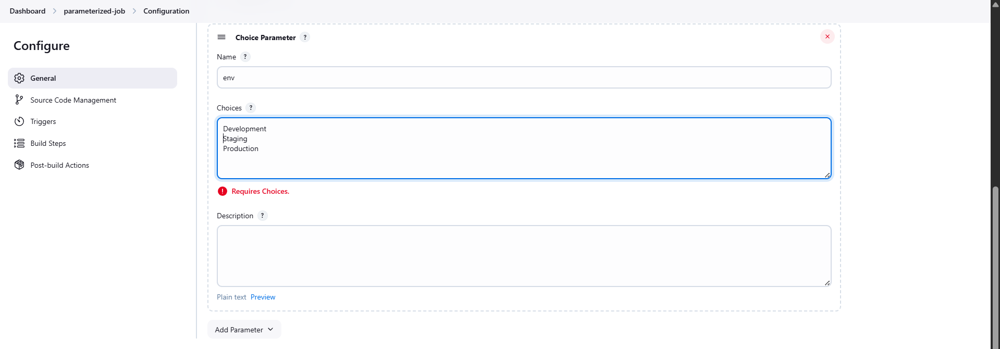 Dashboard > parameterized-job > Configuration
Configure
General
Source Code Management
Triggers
Build Steps
Post-build Actions
Choice Parameter ?
Name ?
env
Choices ?
Development
Staging
Production
! Requires Choices.
Description ?
Plain text Preview
Add Parameter